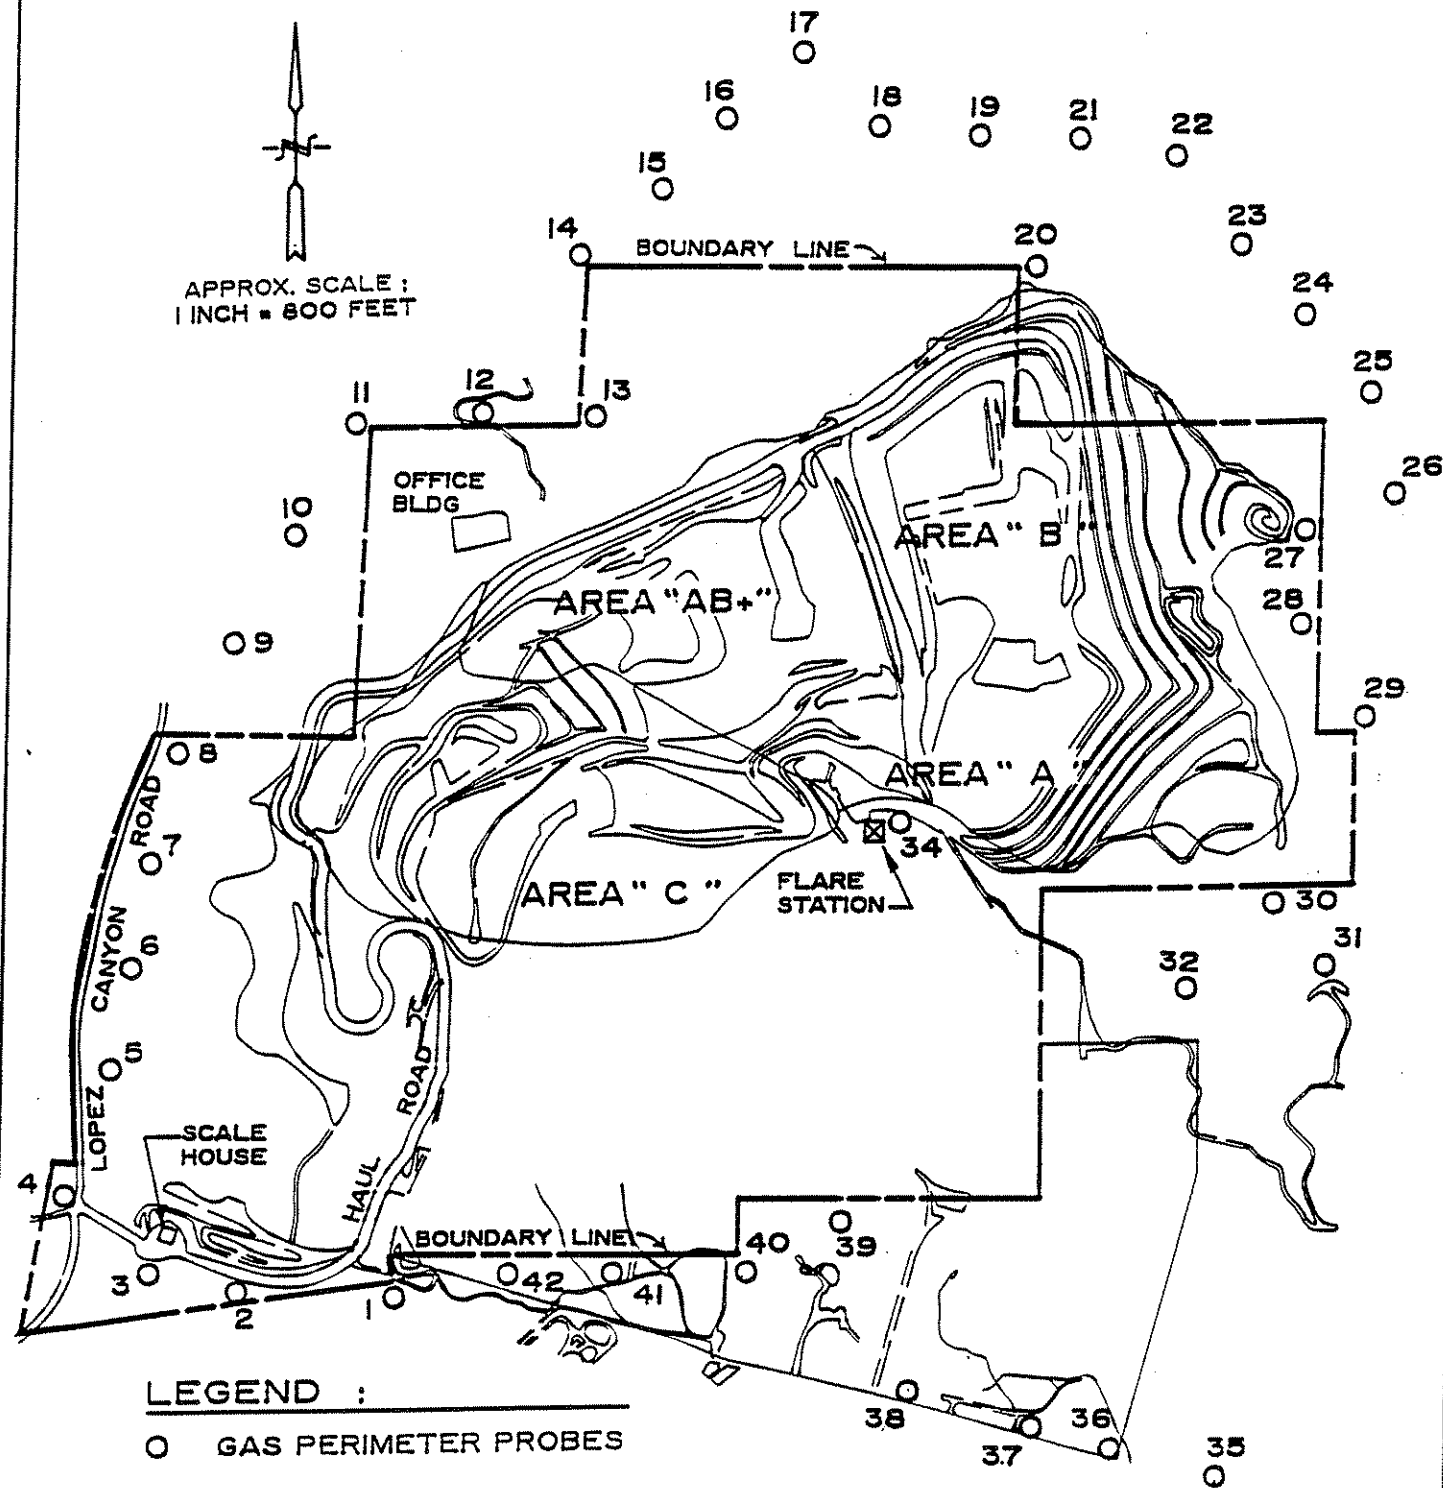 17
16
18
19
21
22
15
23
14
BOUNDARY LINE
20
24
APPROX. SCALE :
1 INCH = 800 FEET
25
11
12
13
26
OFFICE
BLDG
10
AREA " B "
27
AREA "AB+"
28
9
29
8
AREA " A "
ROAD
7
34
FLARE
STATION
AREA " C "
30
CANYON
6
31
32
5
ROAD
LOPEZ
SCALE
HOUSE
4
HAUL
BOUNDARY LINE
40
39
3
42
41
2
1
LEGEND :
38
36
37
35
GAS PERIMETER PROBES